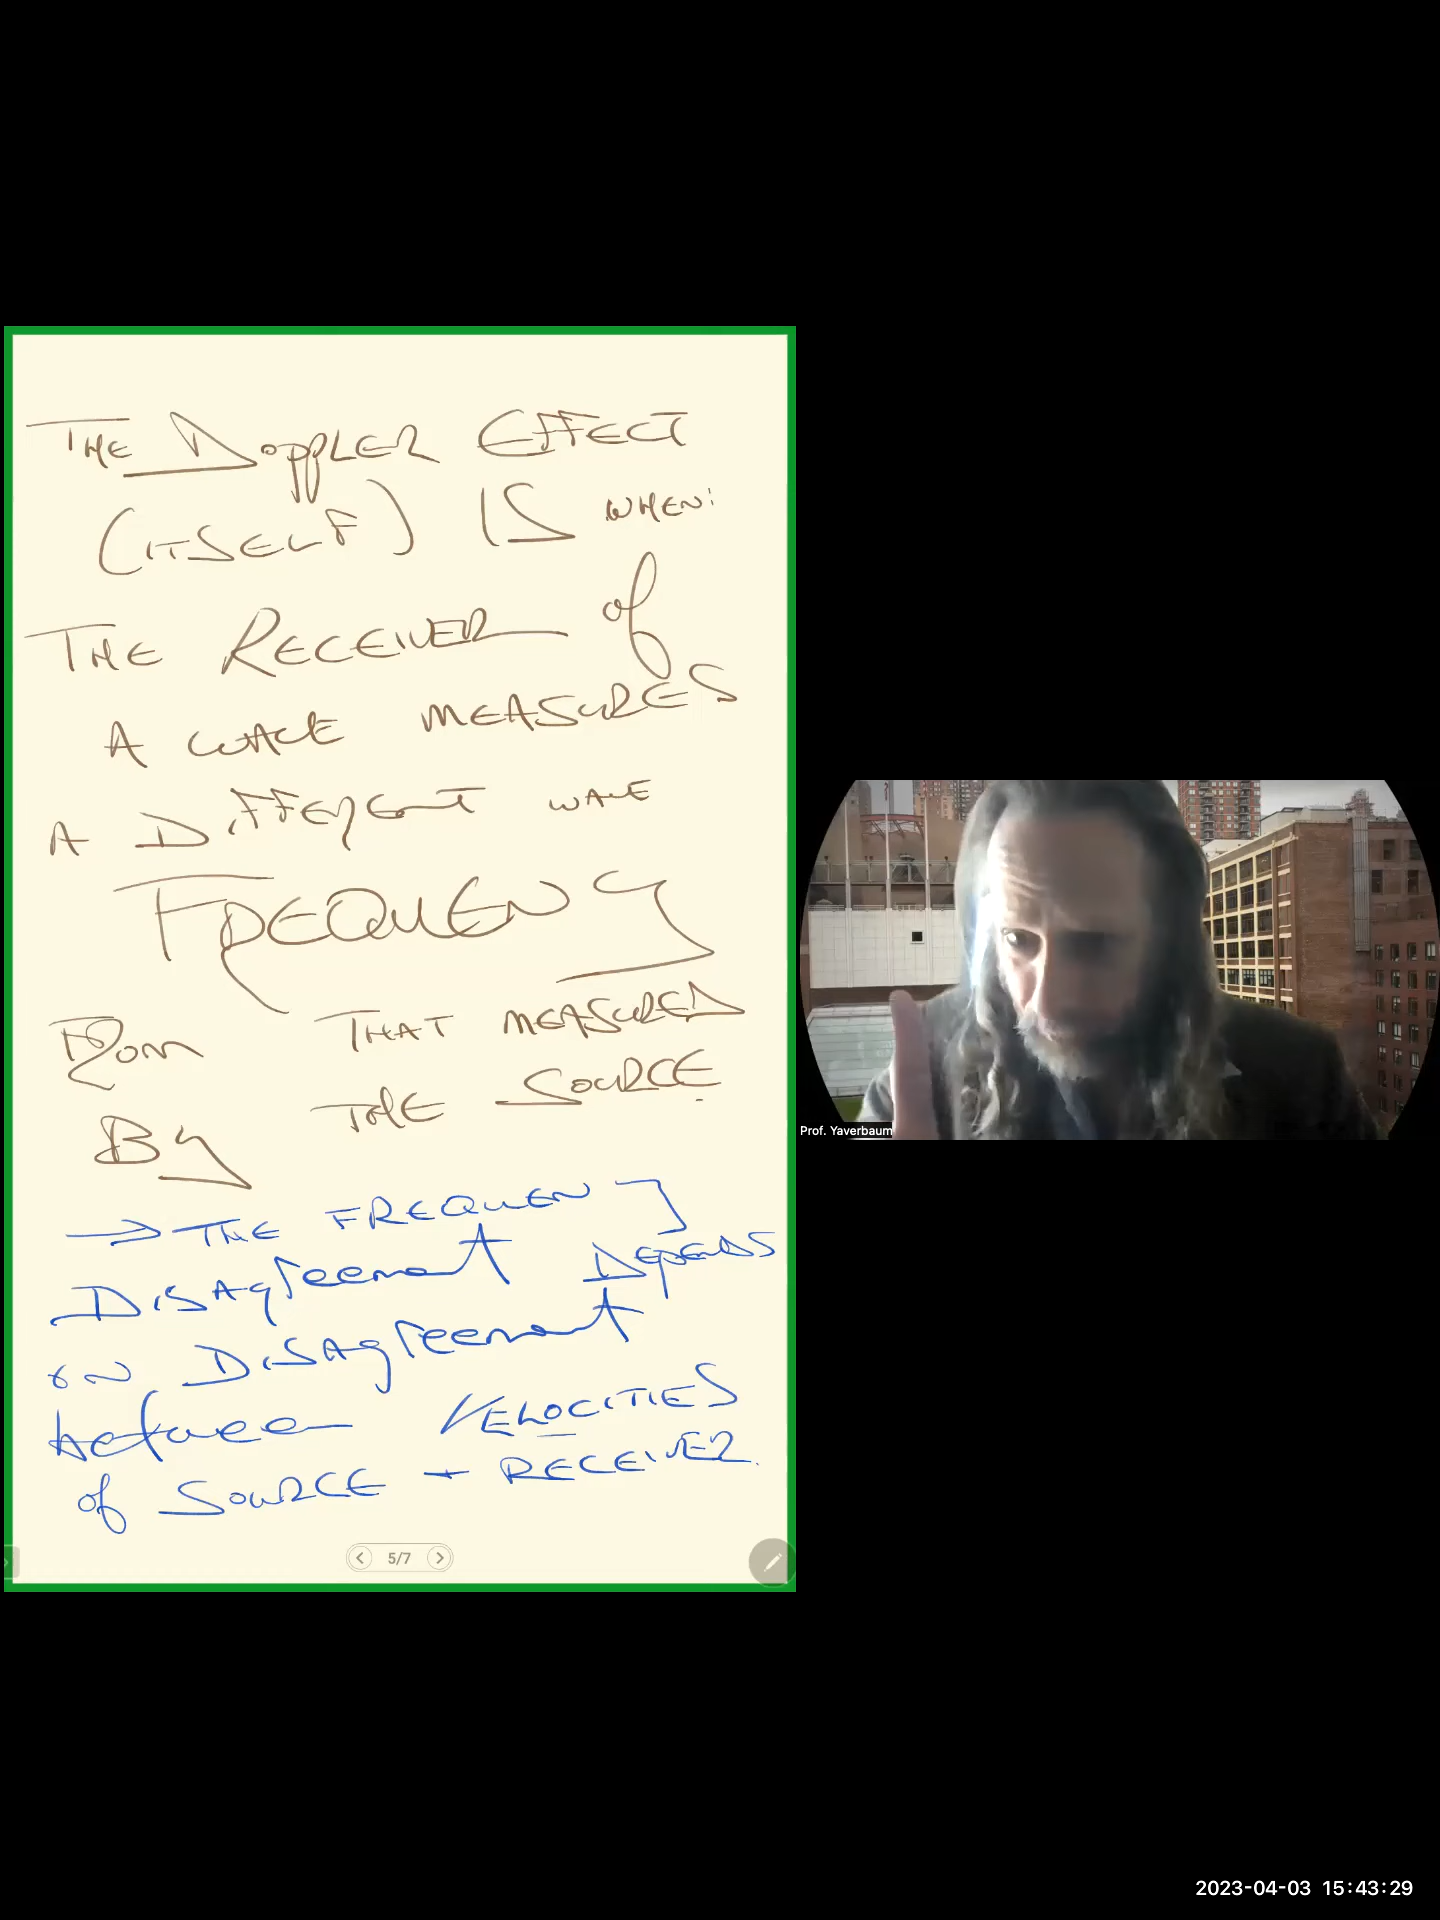 THE DOPPLER EFFECT
(ITSELF) IS WHEN:
THE RECEIVER of
A WAVE MEASURES
A DIFFERENT WAVE
FREQUENCY
FROM THAT MEASURED
BY THE SOURCE.
→ THE FREQUENCY
DISAgreement DEPENDS
ON DISAgreement
between VELOCITIES
of SOURCE + RECEIVER.
5/7
Prof. Yaverbaum
2023-04-03 15:43:29